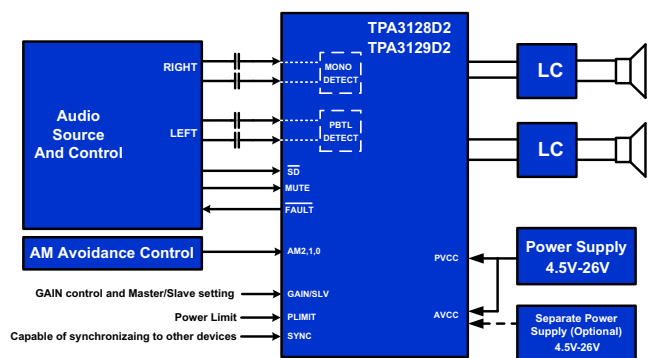 TPA3128D2
TPA3129D2
RIGHT
MONO
DETECT
LC
Audio
Source
And Control
LEFT
PBTL
DETECT
LC
SD
MUTE
FAULT
AM Avoidance Control
AM2,1,0
PVCC
Power Supply
4.5V-26V
GAIN control and Master/Slave setting
GAIN/SLV
Power Limit
PLIMIT
AVCC
Capable of synchronizaing to other devices
SYNC
Separate Power
Supply (Optional)
4.5V-26V